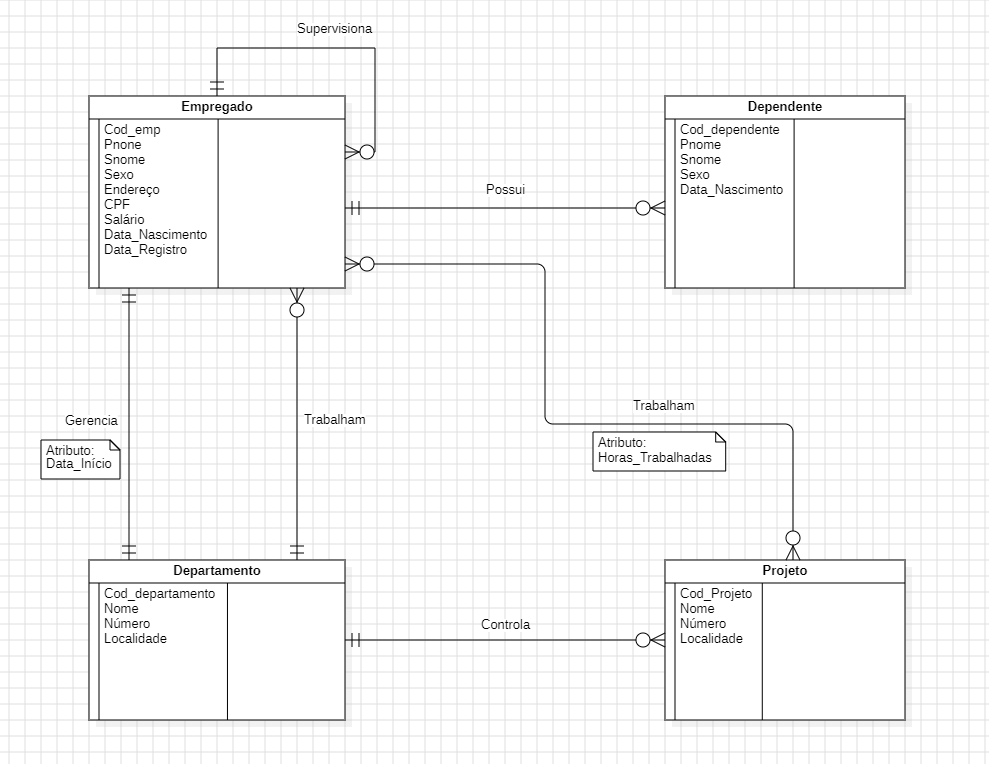 Supervisiona
Empregado
Cod_emp
Pnone
Snome
Sexo
Endereço
CPF
Salário
Data_Nascimento
Data_Registro
Possui
Dependente
Cod_dependente
Pnome
Snome
Sexo
Data_Nascimento
Gerencia
Atributo:
Data_Início
Trabalham
Trabalham
Atributo:
Horas_Trabalhadas
Departamento
Cod_departamento
Nome
Número
Localidade
Controla
Projeto
Cod_Projeto
Nome
Número
Localidade